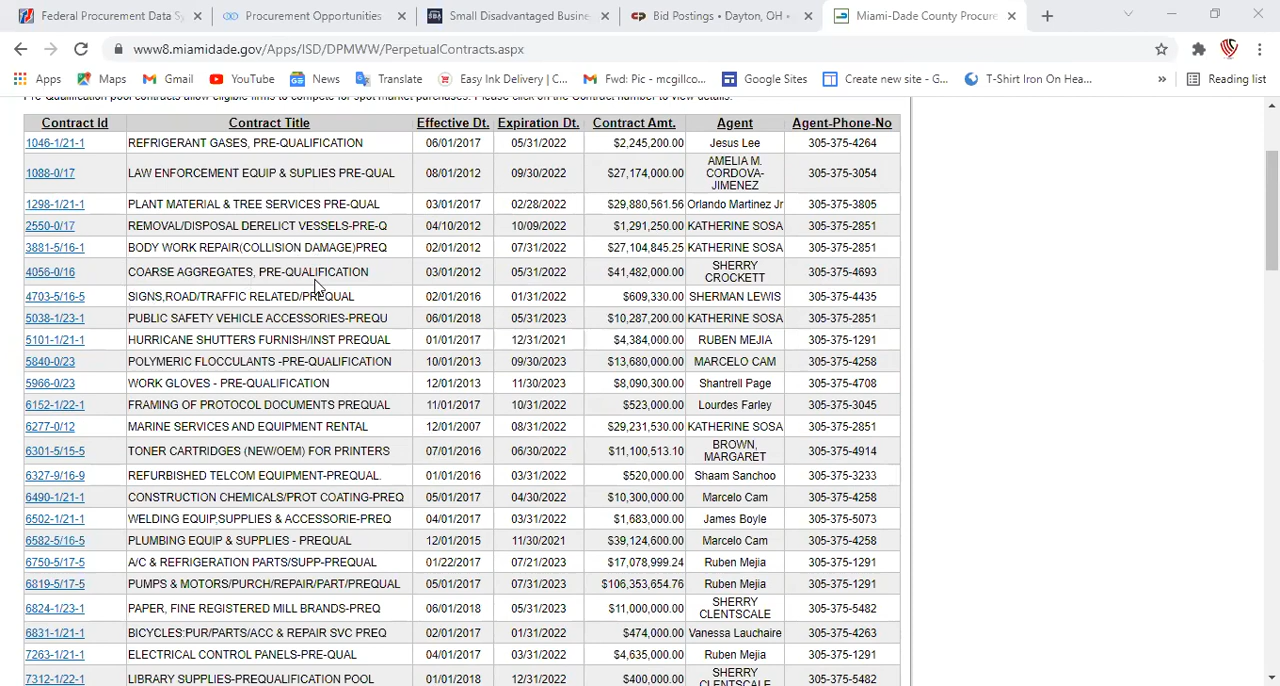 Federal Procurement Data Sy
Procurement Opportunities
Small Disadvantaged Busine
Bid Postings • Dayton, OH •
Miami-Dade County Procure
www8.miamidade.gov/Apps/ISD/DPMWW/PerpetualContracts.aspx
Apps Maps Gmail YouTube News Translate Easy Ink Delivery | C... Fwd: Pic - mcgillco... Google Sites Create new site - G... T-Shirt Iron On Hea... » Reading list
Contract Id Contract Title Effective Dt. Expiration Dt. Contract Amt. Agent Agent-Phone-No
1046-1/21-1 REFRIGERANT GASES, PRE-QUALIFICATION 06/01/2017 05/31/2022 $2,245,200.00 Jesus Lee 305-375-4264
1088-0/17 LAW ENFORCEMENT EQUIP & SUPLIES PRE-QUAL 08/01/2012 09/30/2022 $27,174,000.00 AMELIA M. CORDOVA-JIMENEZ 305-375-3054
1298-1/21-1 PLANT MATERIAL & TREE SERVICES PRE-QUAL 03/01/2017 02/28/2022 $29,880,561.56 Orlando Martinez Jr 305-375-3805
2550-0/17 REMOVAL/DISPOSAL DERELICT VESSELS-PRE-Q 04/10/2012 10/09/2022 $1,291,250.00 KATHERINE SOSA 305-375-2851
3881-5/16-1 BODY WORK REPAIR(COLLISION DAMAGE)PREQ 02/01/2012 07/31/2022 $27,104,845.25 KATHERINE SOSA 305-375-2851
4056-0/16 COARSE AGGREGATES, PRE-QUALIFICATION 03/01/2011 05/31/2022 $41,482,000.00 SHERRY CROCKETT 305-375-4693
4703-5/16-5 SIGNS,ROAD/TRAFFIC RELATED/PREQUAL 02/01/2016 01/31/2022 $609,330.00 SHERMAN LEWIS 305-375-4435
5038-1/23-1 PUBLIC SAFETY VEHICLE ACCESSORIES-PREQU 06/01/2018 05/31/2023 $10,287,200.00 KATHERINE SOSA 305-375-2851
5101-1/21-1 HURRICANE SHUTTERS FURNISH/INST PREQUAL 01/01/2017 12/31/2021 $4,384,000.00 RUBEN MEJIA 305-375-1291
5840-0/23 POLYMERIC FLOCCULANTS -PRE-QUALIFICATION 10/01/2013 09/30/2023 $13,680,000.00 MARCELO CAM 305-375-4258
5966-0/23 WORK GLOVES - PRE-QUALIFICATION 12/01/2013 11/30/2023 $8,090,300.00 Shantrell Page 305-375-4708
6152-1/22-1 FRAMING OF PROTOCOL DOCUMENTS PREQUAL 11/01/2017 10/31/2022 $523,000.00 Lourdes Farley 305-375-3045
6277-0/12 MARINE SERVICES AND EQUIPMENT RENTAL 08/31/2022 $29,231,530.00 KATHERINE SOSA 305-375-2851
6301-5/15-5 TONER CARTRIDGES (NEW/OEM) FOR PRINTERS 06/30/2022 $11,100,513.10 BROWN, MARGARET 305-375-4914
6327-9/16-9 REFURBISHED TELCOM EQUIPMENT-PREQUAL. 01/01/2016 03/31/2022 $520,000.00 Shaam Sanchoo 305-375-3233
6490-1/21-1 CONSTRUCTION CHEMICALS/PROT COATING-PREQ 05/01/2017 04/30/2022 $10,300,000.00 Marcelo Cam 305-375-4258
6502-1/21-1 WELDING EQUIP,SUPPLIES & ACCESSORIE-PREQ 04/01/2017 03/31/2022 $1,683,000.00 James Boyle 305-375-5073
6582-5/16-5 PLUMBING EQUIP & SUPPLIES - PREQUAL 12/01/2015 11/30/2021 $39,124,000.00 Marcelo Cam 305-375-4258
6750-5/17-5 A/C & REFRIGERATION PARTS/SUPP-PREQUAL 01/22/2007 07/21/2023 $17,078,999.24 Ruben Mejia 305-375-1291
6819-5/17-5 PUMPS & MOTORS/PURCH/REPAIR/PART/PREQUAL 05/01/2017 07/31/2023 $106,353,654.76 Ruben Mejia 305-375-1291
6824-1/23-1 PAPER, FINE REGISTERED MILL BRANDS-PREQ 06/01/2018 05/31/2023 $11,000,000.00 SHERRY CLENTSCALE 305-375-5482
6831-1/21-1 BICYCLES:PUR/PARTS/ACC & REPAIR SVC PREQ 02/01/2017 01/31/2022 $474,000.00 Vanessa Lauchaire 305-375-4263
7263-1/21-1 ELECTRICAL CONTROL PANELS-PRE-QUAL 04/01/2017 03/31/2022 $4,635,000.00 Ruben Mejia 305-375-1291
7312-1/22-1 LIBRARY SUPPLIES-PREQUALIFICATION POOL 01/01/2018 12/31/2022 $400,000.00 SHERRY CLENTSCALE 305-375-5482